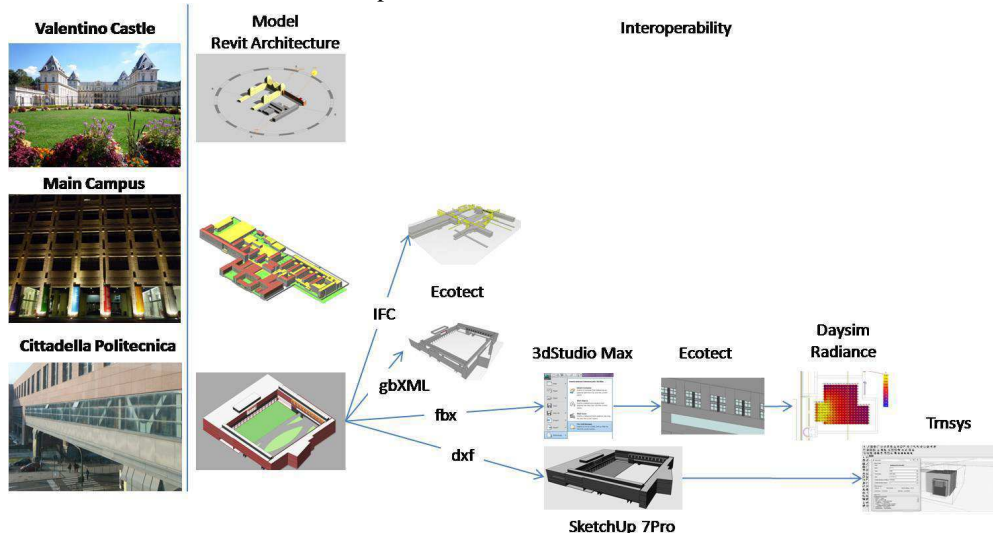 Valentino Castle
Model
Revit Architecture
Interoperability
Main Campus
Ecotect
IFC
Cittadella Politecnica
gbXML
3dStudio Max
Ecotect
Daysim
Radiance
fbx
Trnsys
dxf
SketchUp 7Pro